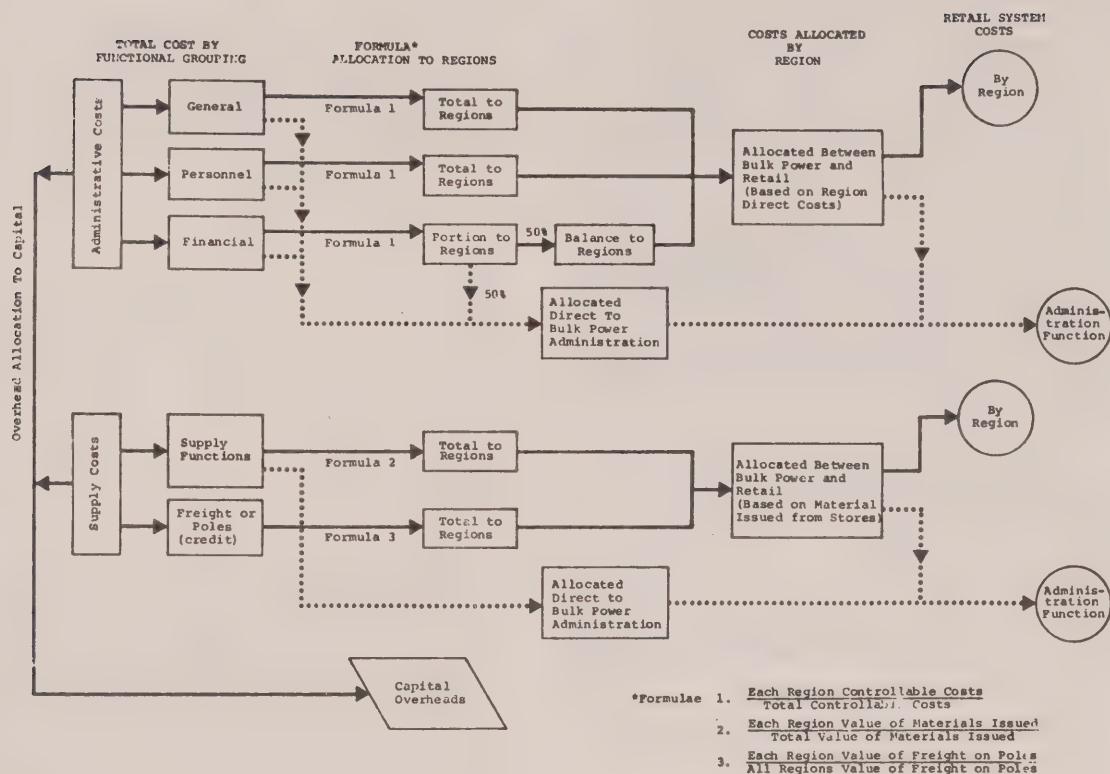 RETAIL SYSTEM
COSTS
TOTAL COST BY
FUNCTIONAL GROUPING
FORMULA*
ALLOCATION TO REGIONS
COSTS ALLOCATED
BY
REGION
By
Region
Overhead Allocation To Capital
Administrative Costs
General
Formula 1
Total to
Regions
Personnel
Formula 1
Total to
Regions
Allocated Between
Bulk Power and
Retail
(Based on Region
Direct Costs)
Financial
Formula 1
Portion to
Regions
50%
Balance to
Regions
50%
Allocated
Direct To
Bulk Power
Administration
Adminis-
tration
Function
Supply Costs
Supply
Functions
Formula 2
Total to
Regions
By
Region
Allocated Between
Bulk Power and
Retail
(Based on Material
Issued from Stores)
Freight or
Poles
(credit)
Formula 3
Total to
Regions
Allocated
Direct to
Bulk Power
Administration
Adminis-
tration
Function
Capital
Overheads
*Formulae 1. Each Region Controllable Costs
Total Controllable Costs
2. Each Region Value of Materials Issued
Total Value of Materials Issued
3. Each Region Value of Freight on Poles
All Regions Value of Freight on Poles